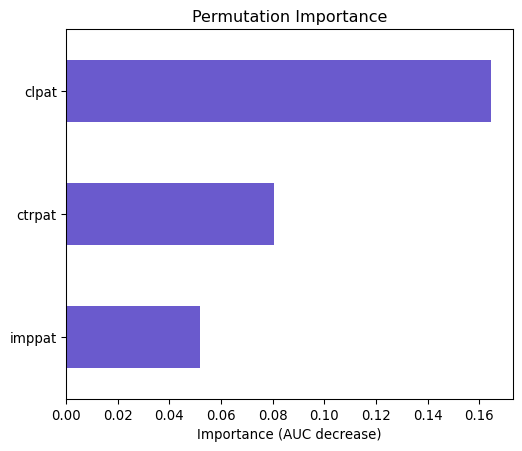 Permutation Importance
clpat
ctrpat
imppat
0.00 0.02 0.04 0.06 0.08 0.10 0.12 0.14 0.16
Importance (AUC decrease)